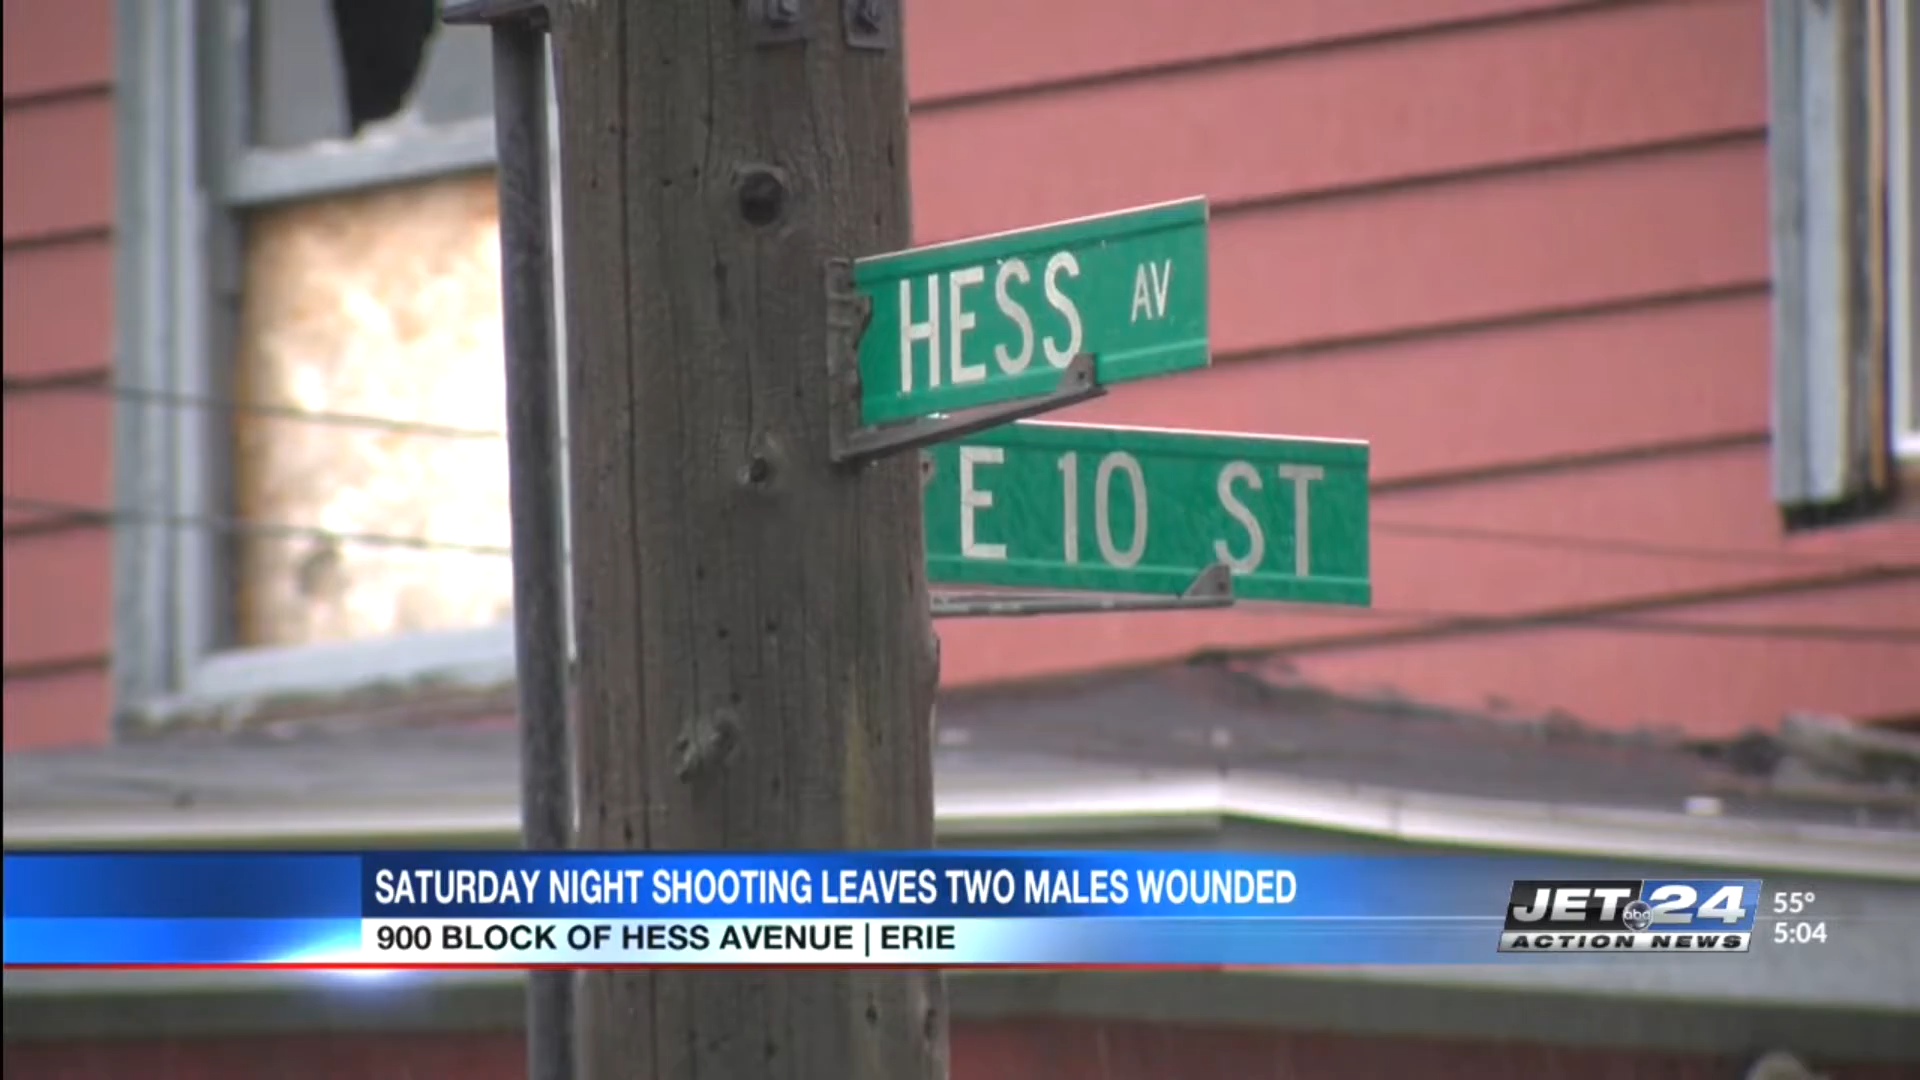 HESS AV
E 10 ST
SATURDAY NIGHT SHOOTING LEAVES TWO MALES WOUNDED
900 BLOCK OF HESS AVENUE | ERIE
JET abc 24
ACTION NEWS
55°
5:04